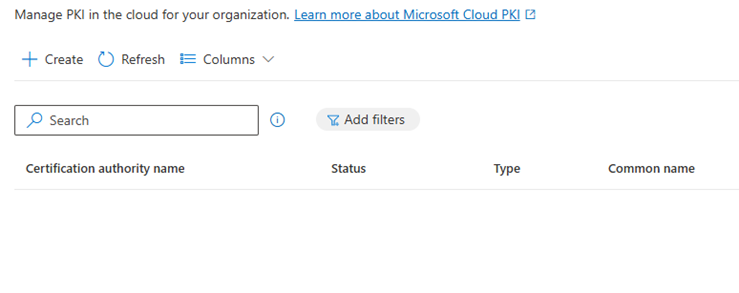 Manage PKI in the cloud for your organization. Learn more about Microsoft Cloud PKI
Create Refresh Columns
Search Add filters
Certification authority name Status Type Common name